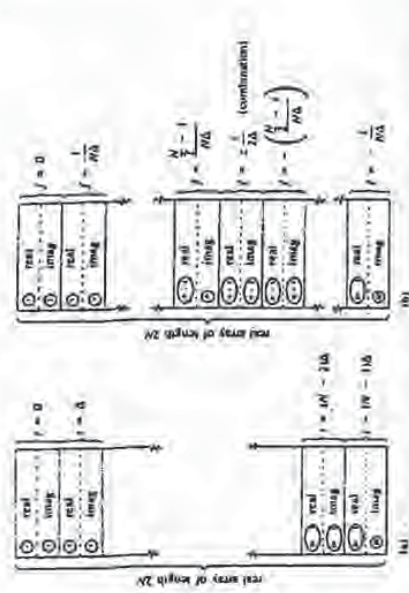 real array of length 2N
real
imag
real
imag
t = 0
t = Δ
real
imag
real
imag
t = (N − 2)Δ
t = (N − 1)Δ
(a)
real array of length 2N
real
imag
real
imag
f = 0
f = 1/NΔ
real
imag
real
imag
real
imag
f = (N/2 − 1)/NΔ
f = ± 1/2Δ (combination)
f = − (N/2 − 1)/NΔ
real
imag
f = − 1/NΔ
(b)